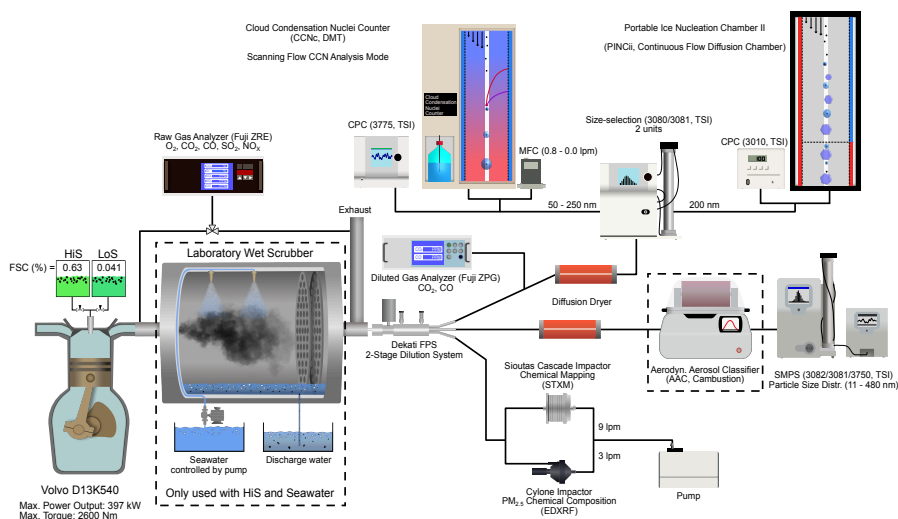 Cloud Condensation Nuclei Counter
(CCNc, DMT)
Scanning Flow CCN Analysis Mode
Portable Ice Nucleation Chamber II
(PINCii, Continuous Flow Diffusion Chamber)
Cloud
Condensation
Nuclei
Counter
Size-selection (3080/3081, TSI)
2 units
CPC (3775, TSI)
MFC (0.8 - 0.0 lpm)
CPC (3010, TSI)
Raw Gas Analyzer (Fuji ZRE)
O₂, CO₂, CO, SO₂, NOₓ
50 - 250 nm
200 nm
Exhaust
HiS
LoS
FSC (%) =
0.63
0.041
Laboratory Wet Scrubber
Diluted Gas Analyzer (Fuji ZPG)
CO₂, CO
Diffusion Dryer
Dekati FPS
2-Stage Dilution System
Sioutas Cascade Impactor
Chemical Mapping
(STXM)
Aerodyn. Aerosol Classifier
(AAC, Cambustion)
SMPS (3082/3081/3750, TSI)
Particle Size Distr. (11 - 480 nm)
9 lpm
3 lpm
Seawater
controlled by pump
Discharge water
Only used with HiS and Seawater
Cylone Impactor
PM₂.₅ Chemical Composition
(EDXRF)
Pump
Volvo D13K540
Max. Power Output: 397 kW
Max. Torque: 2600 Nm